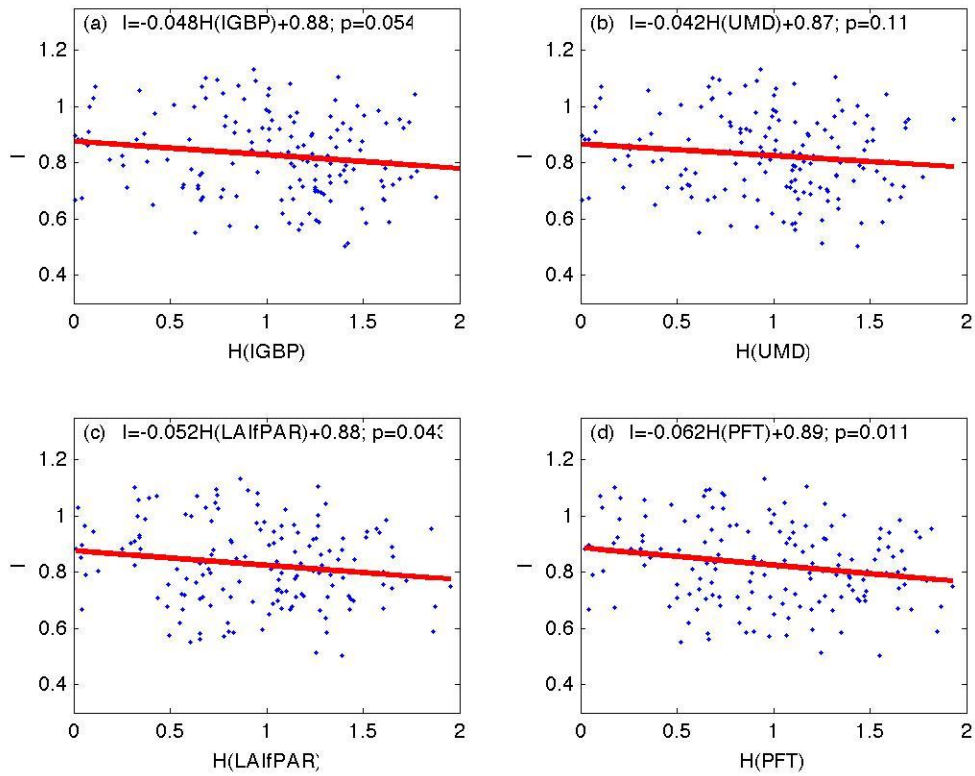 (a) I=-0.048H(IGBP)+0.88; p=0.054
1.2
1
0.8
0.6
0.4
I
0 0.5 1 1.5 2
H(IGBP)
(b) I=-0.042H(UMD)+0.87; p=0.11
1.2
1
0.8
0.6
0.4
I
0 0.5 1 1.5 2
H(UMD)
(c) I=-0.052H(LAIfPAR)+0.88; p=0.043
1.2
1
0.8
0.6
0.4
I
0 0.5 1 1.5 2
H(LAIfPAR)
(d) I=-0.062H(PFT)+0.89; p=0.011
1.2
1
0.8
0.6
0.4
I
0 0.5 1 1.5 2
H(PFT)